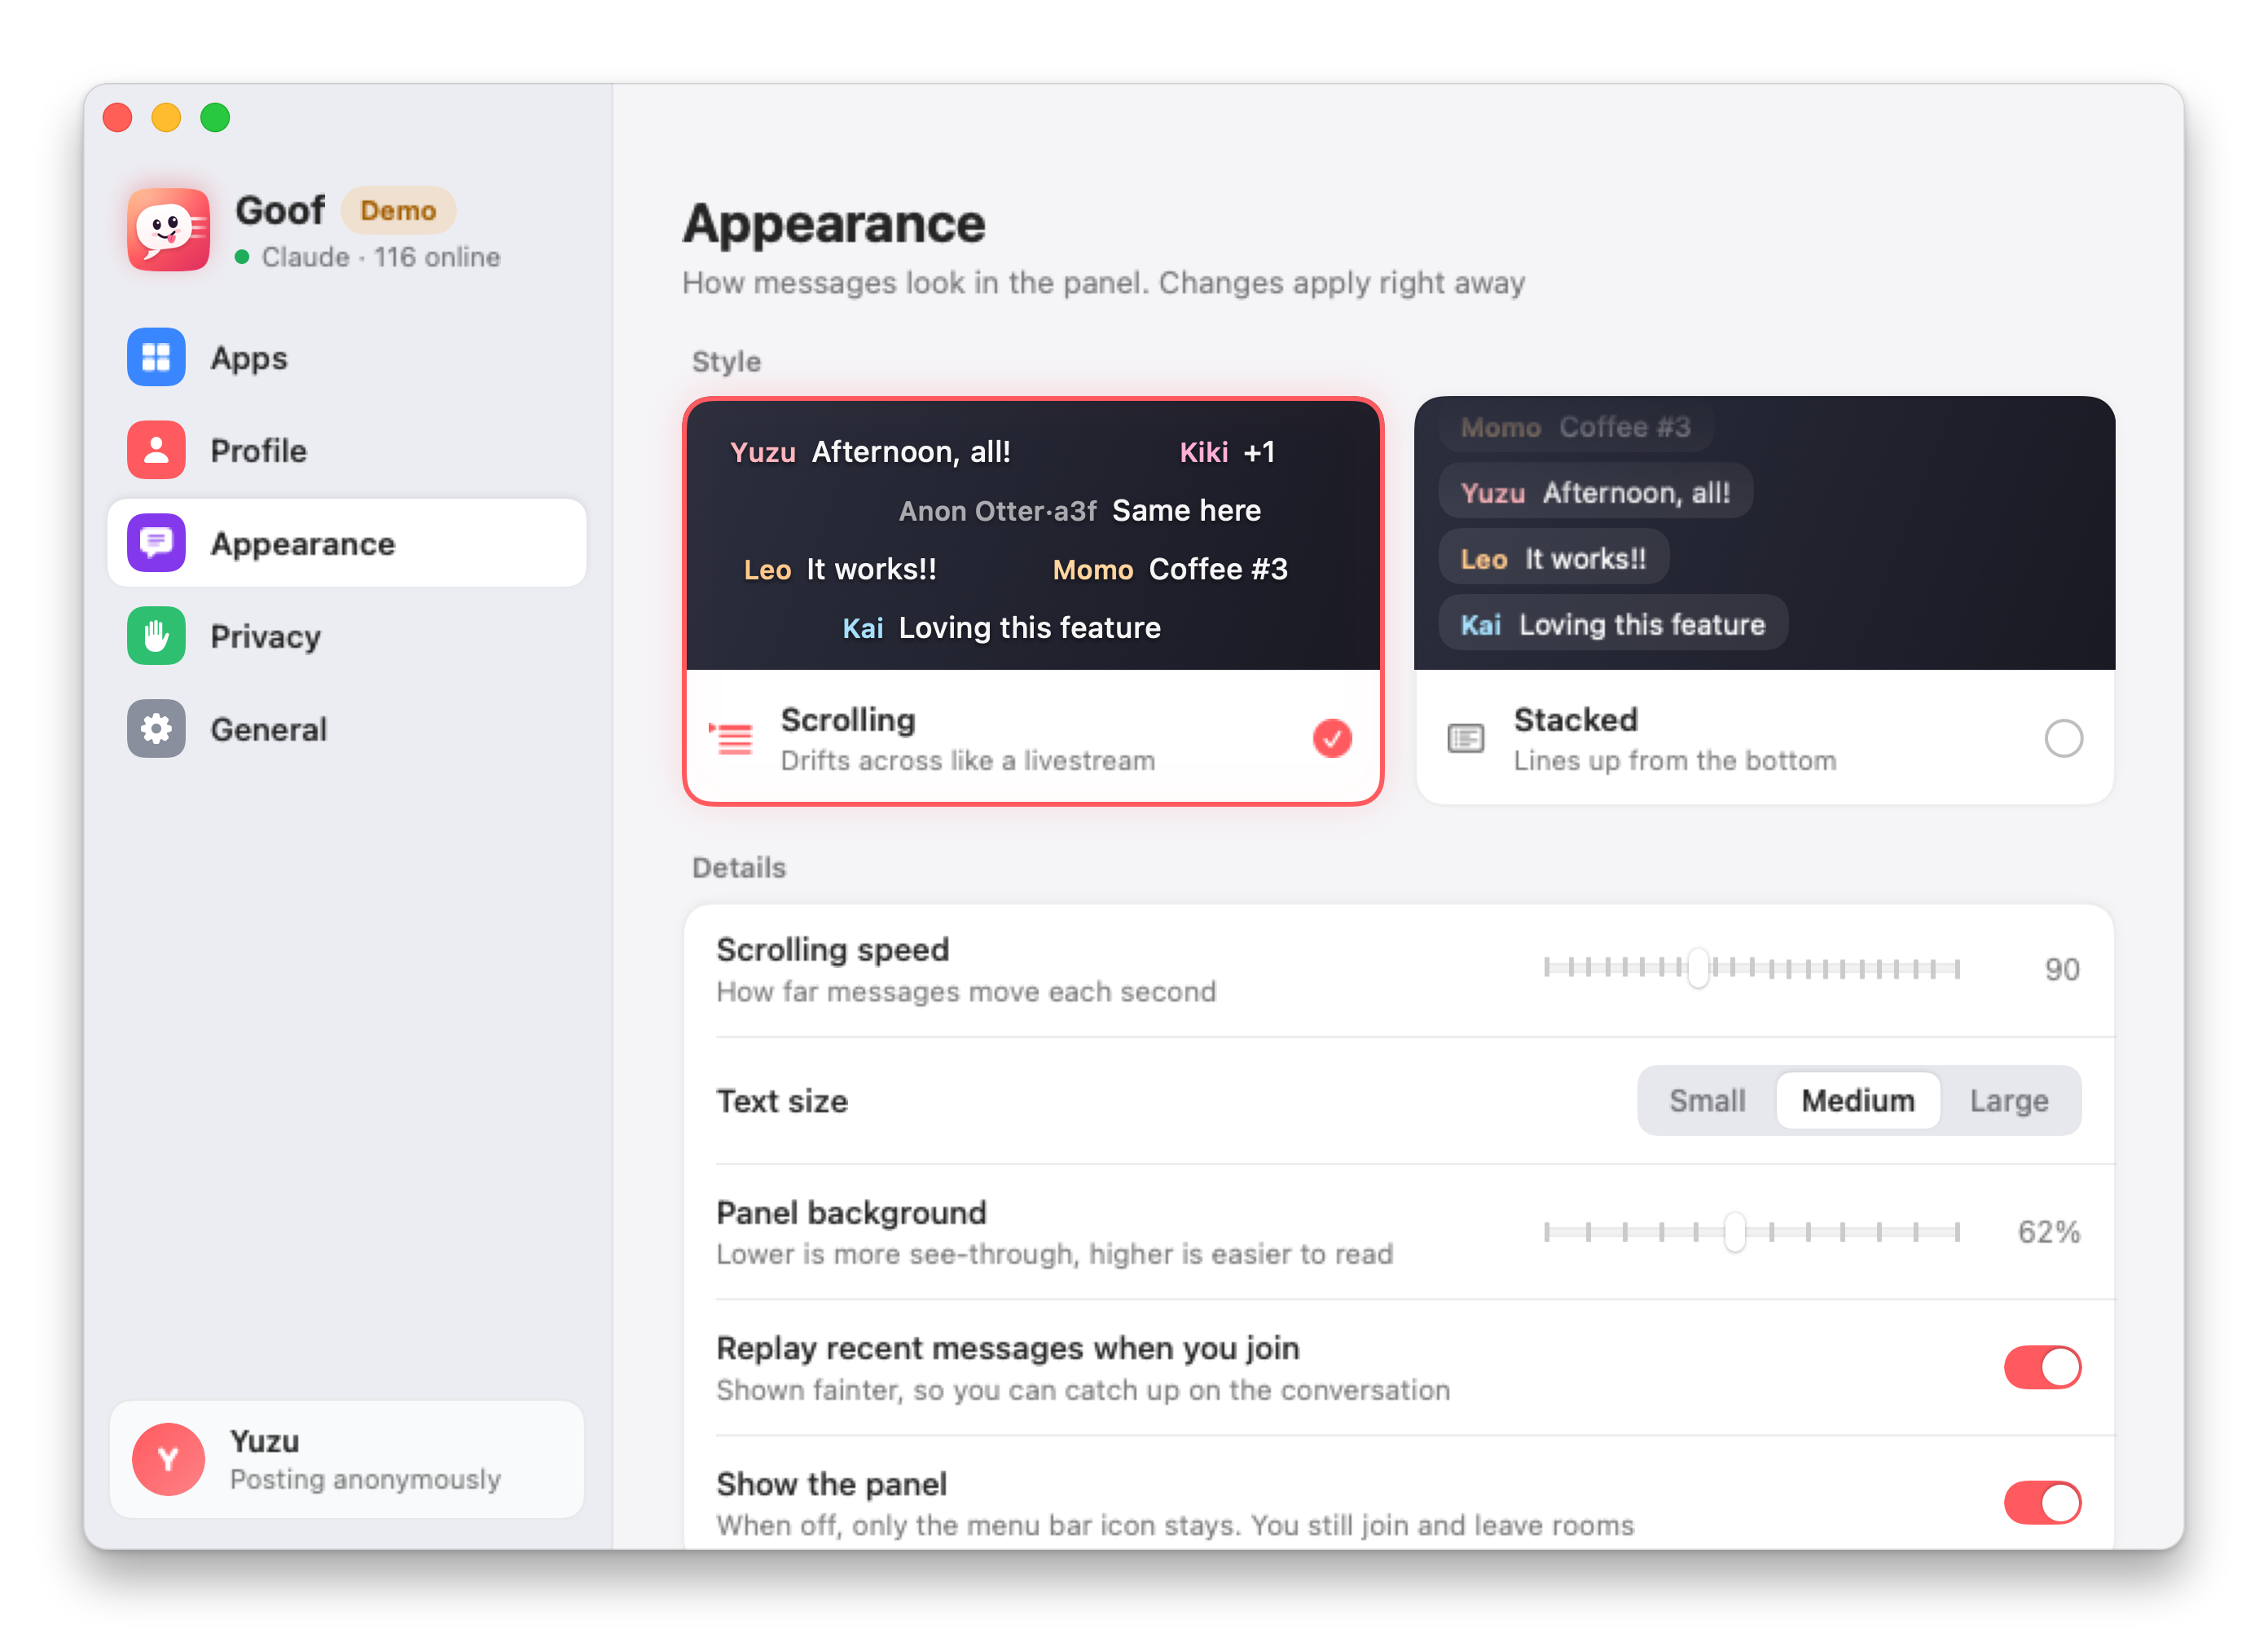 Goof Demo
Claude · 116 online
Apps
Profile
Appearance
Privacy
General
Y
Yuzu
Posting anonymously
Appearance
How messages look in the panel. Changes apply right away
Style
Yuzu Afternoon, all! Kiki +1
Anon Otter·a3f Same here
Leo It works!! Momo Coffee #3
Kai Loving this feature
Scrolling
Drifts across like a livestream
Momo Coffee #3
Yuzu Afternoon, all!
Leo It works!!
Kai Loving this feature
Stacked
Lines up from the bottom
Details
Scrolling speed
How far messages move each second
90
Text size
Small Medium Large
Panel background
Lower is more see-through, higher is easier to read
62%
Replay recent messages when you join
Shown fainter, so you can catch up on the conversation
Show the panel
When off, only the menu bar icon stays. You still join and leave rooms